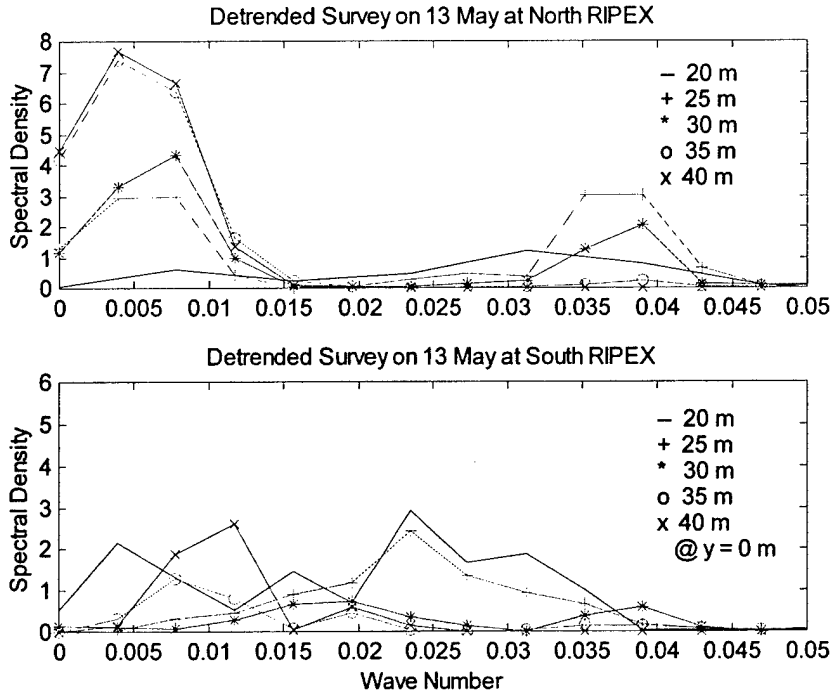 Detrended Survey on 13 May at North RIPEX
8
7
6
5
4
3
2
1
0
Spectral Density
– 20 m
+ 25 m
* 30 m
o 35 m
x 40 m
0 0.005 0.01 0.015 0.02 0.025 0.03 0.035 0.04 0.045 0.05
Detrended Survey on 13 May at South RIPEX
6
5
4
3
2
1
0
Spectral Density
– 20 m
+ 25 m
* 30 m
o 35 m
x 40 m
@ y = 0 m
0 0.005 0.01 0.015 0.02 0.025 0.03 0.035 0.04 0.045 0.05
Wave Number